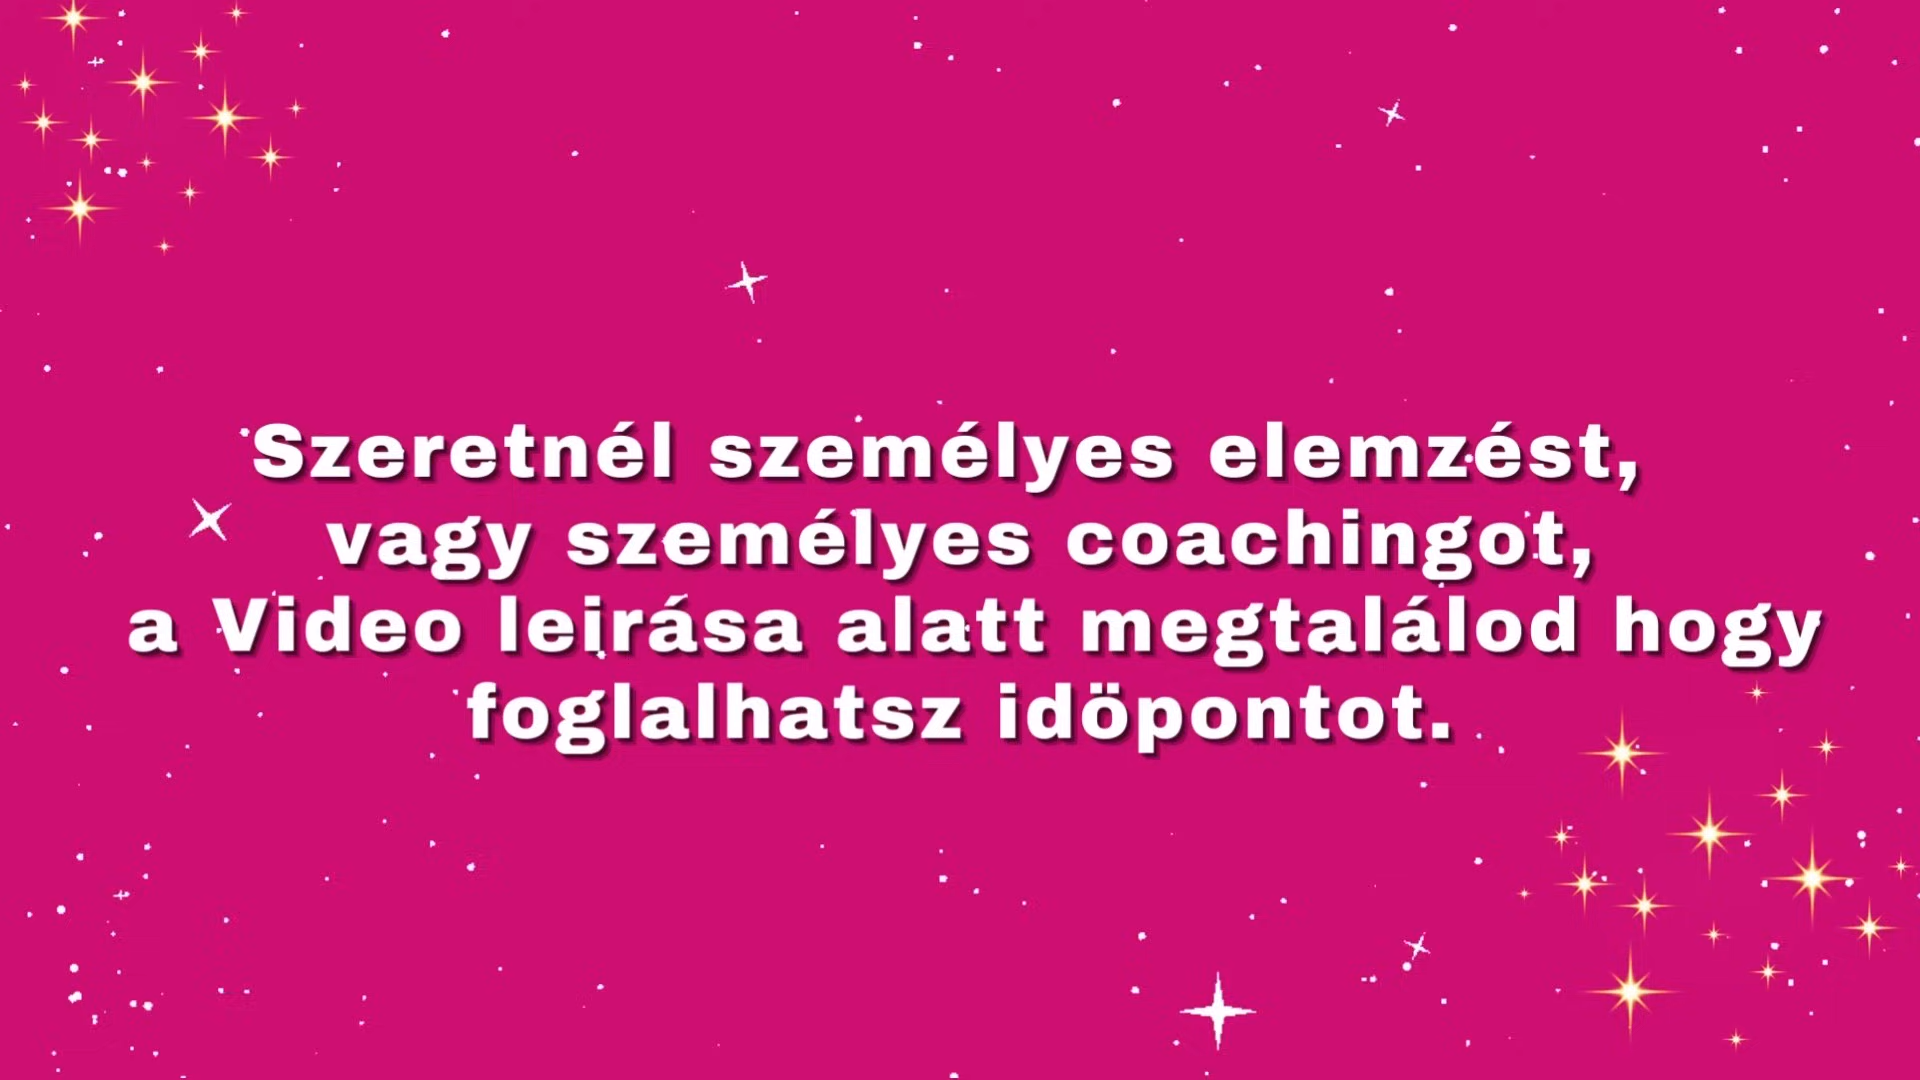 Szeretnél személyes elemzést,
vagy személyes coachingot,
a Video leirása alatt megtalálod hogy
foglalhatsz idöpontot.